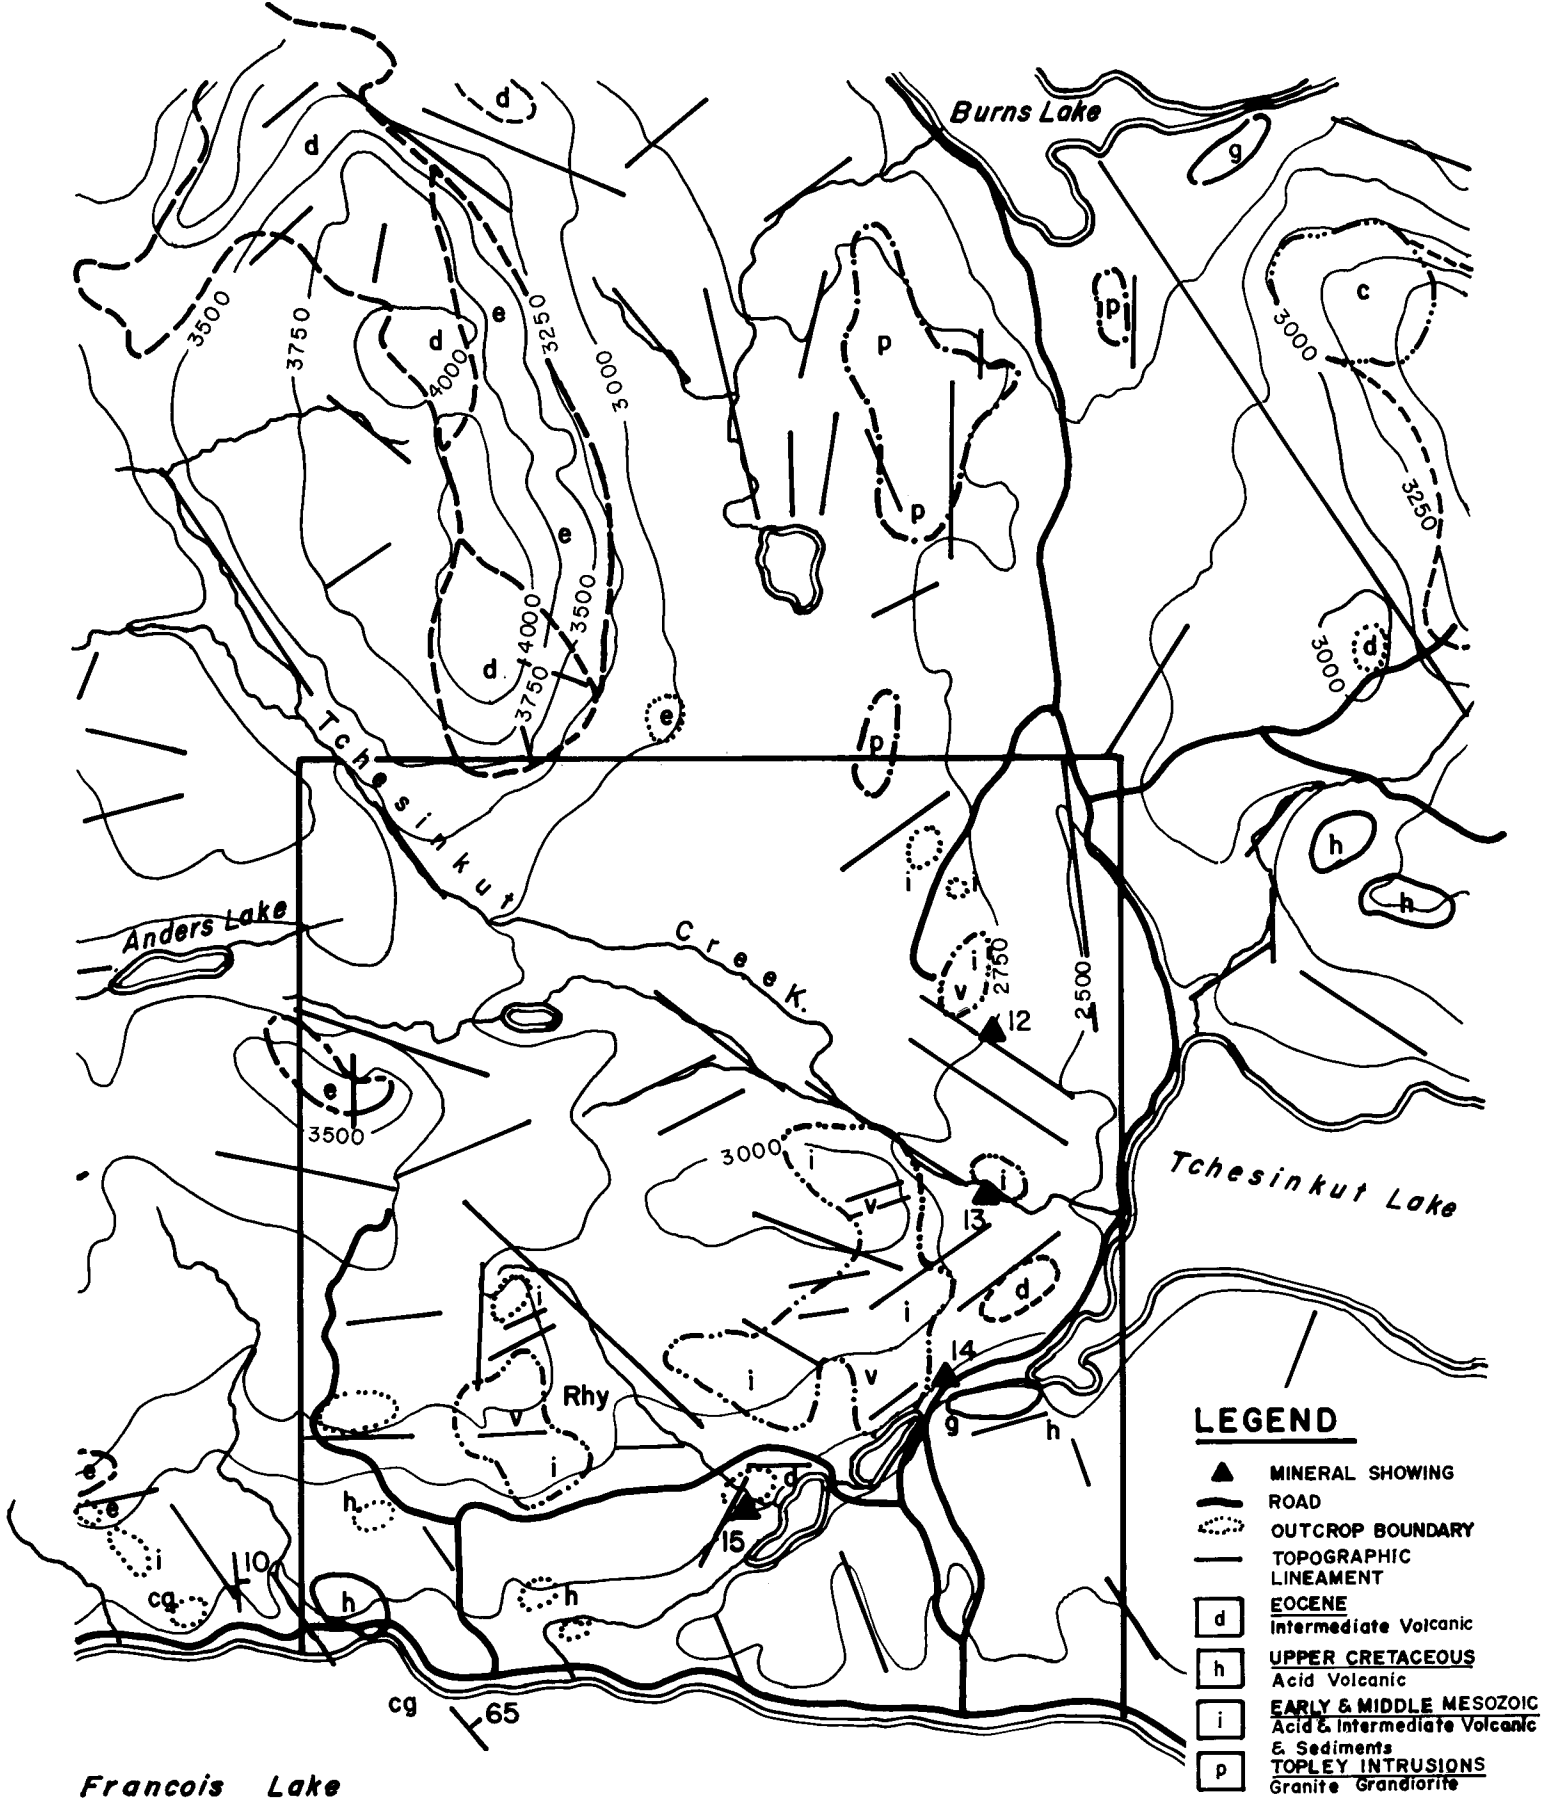 d
Burns Lake
d
g
p
c
3500
3750
e
d
4000
3250
3000
p
3000
e
p
3250
4000
3500
d
3750
3000
d
e
p
Tchesinkut
Creek
i
i
h
h
Anders Lake
i
v
2750
12
2500
e
3500
3000
i
v
i
13
Tchesinkut Lake
i
i
d
14
Rhy
v
i
i
v
g
h
LEGEND
MINERAL SHOWING
ROAD
OUTCROP BOUNDARY
TOPOGRAPHIC
LINEAMENT
d
EOCENE
Intermediate Volcanic
h
UPPER CRETACEOUS
Acid Volcanic
i
EARLY & MIDDLE MESOZOIC
Acid & Intermediate Volcanic
& Sediments
p
TOPLEY INTRUSIONS
Granite Grandiorite
e
e
h
d
15
i
10
cg
h
h
cg
65
Francois Lake